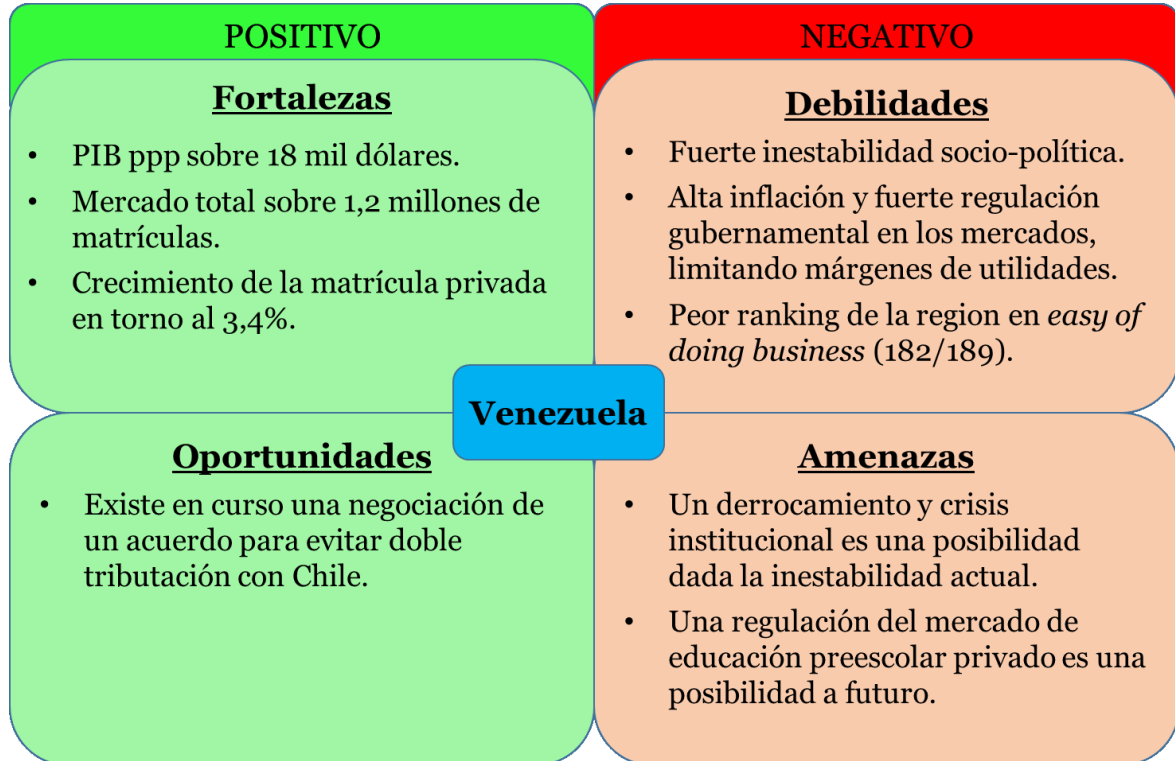 POSITIVO
Fortalezas
• PIB ppp sobre 18 mil dólares.
• Mercado total sobre 1,2 millones de
matrículas.
• Crecimiento de la matrícula privada
en torno al 3,4%.
NEGATIVO
Debilidades
• Fuerte inestabilidad socio-política.
• Alta inflación y fuerte regulación
gubernamental en los mercados,
limitando márgenes de utilidades.
• Peor ranking de la region en easy of
doing business (182/189).
Venezuela
Oportunidades
• Existe en curso una negociación de
un acuerdo para evitar doble
tributación con Chile.
Amenazas
• Un derrocamiento y crisis
institucional es una posibilidad
dada la inestabilidad actual.
• Una regulación del mercado de
educación preescolar privado es una
posibilidad a futuro.